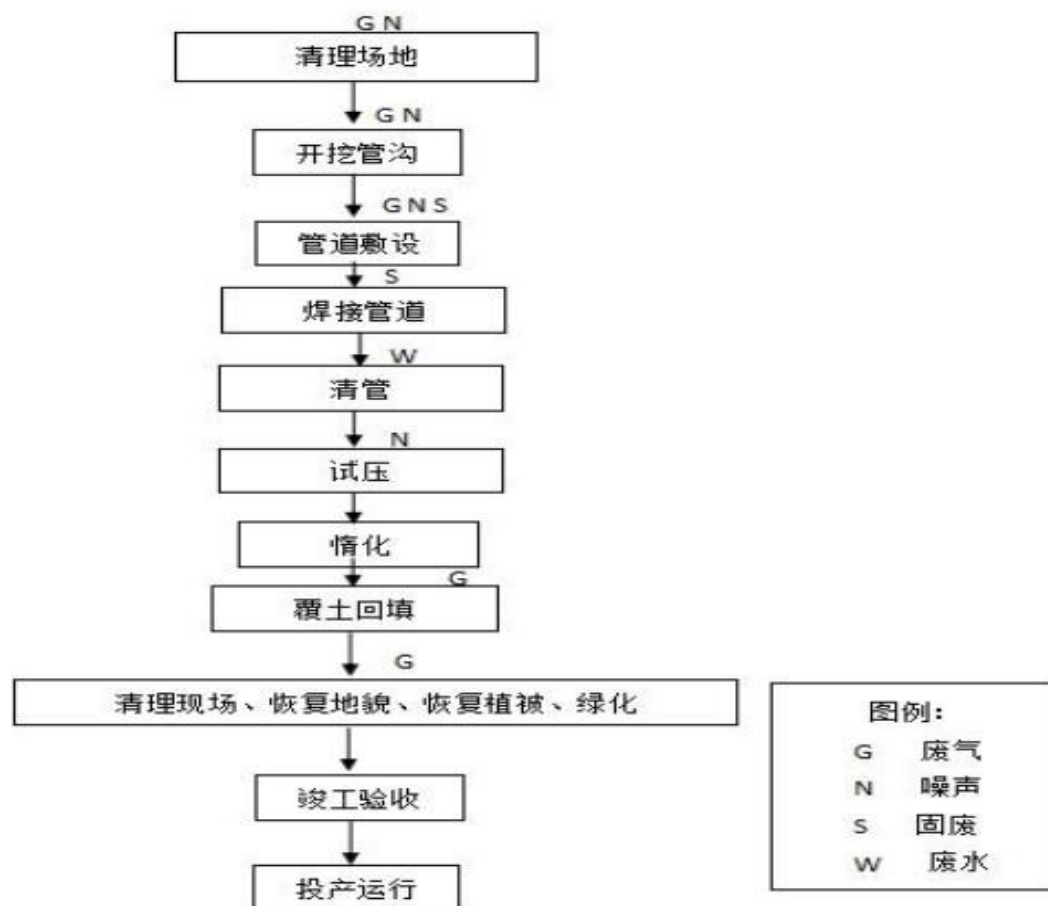 G N
清理场地
G N
开挖管沟
G N S
管道敷设
S
焊接管道
W
清管
N
试压
惰化
G
覆土回填
G
清理现场、恢复地貌、恢复植被、绿化
竣工验收
投产运行
图例：
G 废气
N 噪声
S 固废
W 废水